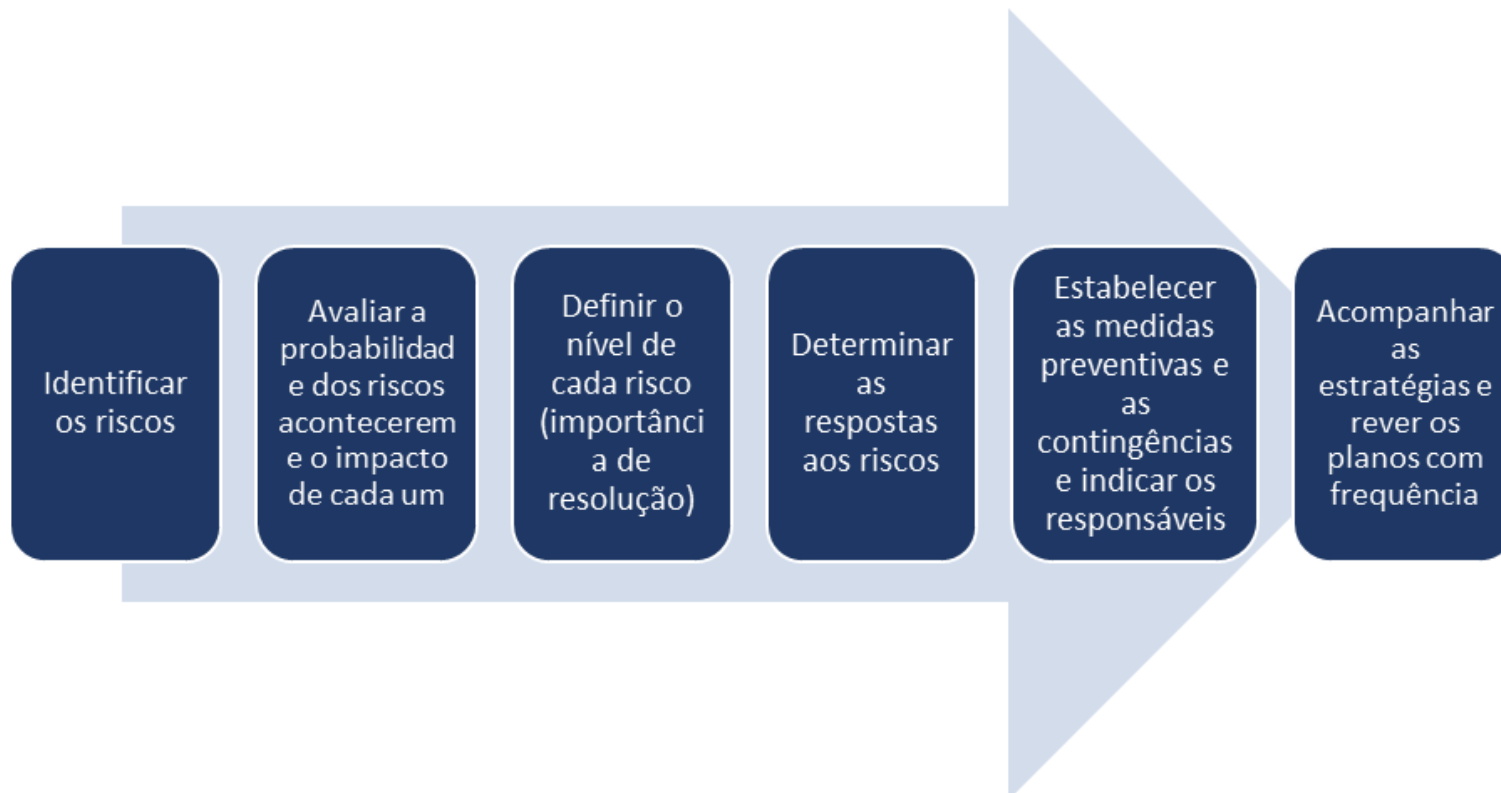 Identificar
os riscos
Avaliar a
probabilidad
e dos riscos
acontecerem
e o impacto
de cada um
Definir o
nível de
cada risco
(importânci
a de
resolução)
Determinar
as
respostas
aos riscos
Estabelecer
as medidas
preventivas e
as
contingências
e indicar os
responsáveis
Acompanhar
as
estratégias e
rever os
planos com
frequência